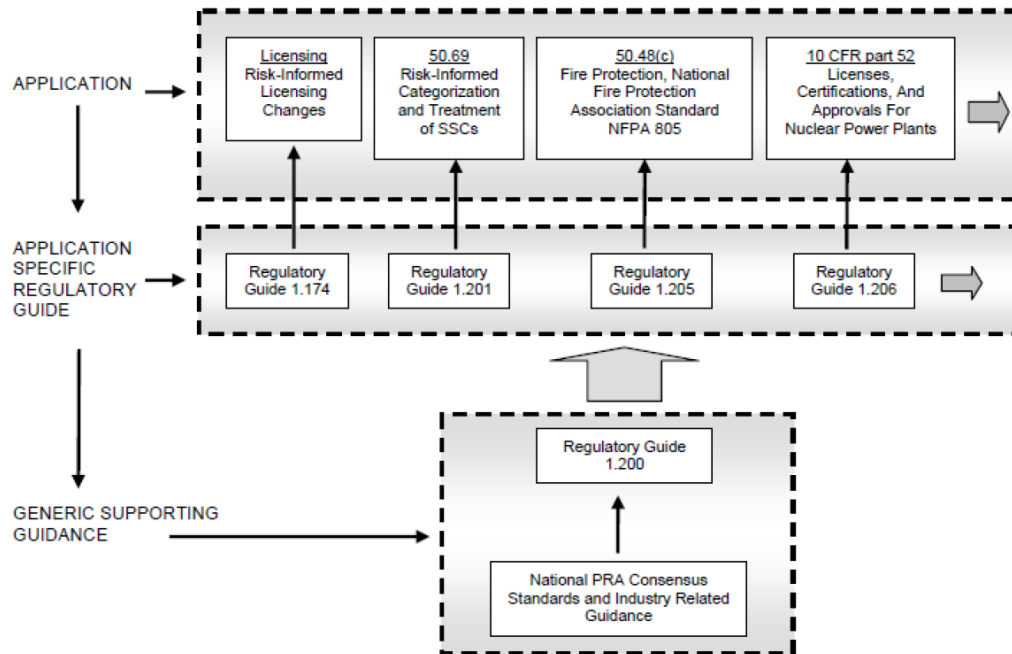 APPLICATION
Licensing
Risk-Informed
Licensing
Changes
50.69
Risk-Informed
Categorization
and Treatment
of SSCs
50.48(c)
Fire Protection, National
Fire Protection
Association Standard
NFPA 805
10 CFR part 52
Licenses,
Certifications, And
Approvals For
Nuclear Power Plants
APPLICATION
SPECIFIC
REGULATORY
GUIDE
Regulatory
Guide 1.174
Regulatory
Guide 1.201
Regulatory
Guide 1.205
Regulatory
Guide 1.206
GENERIC SUPPORTING
GUIDANCE
Regulatory Guide
1.200
National PRA Consensus
Standards and Industry Related
Guidance